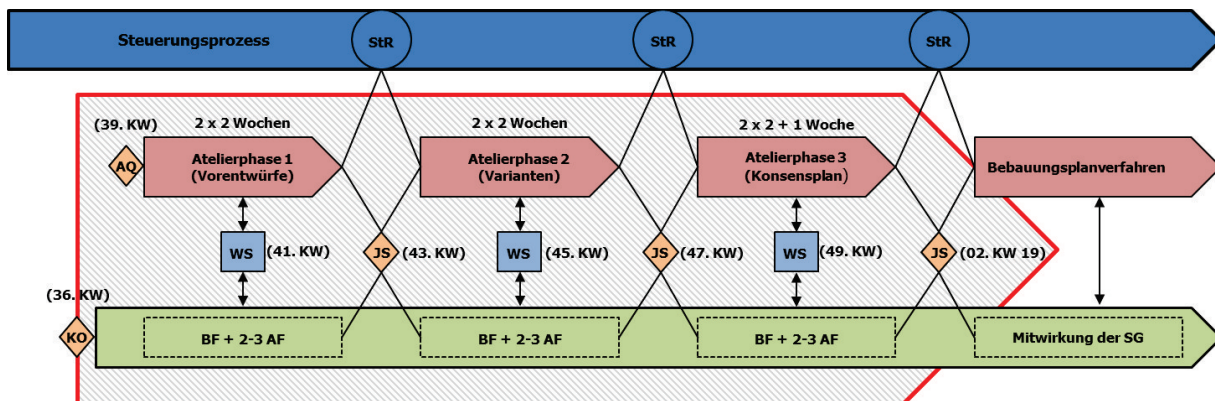 Steuerungsprozess
StR
StR
StR
(39. KW)
2 x 2 Wochen
2 x 2 Wochen
2 x 2 + 1 Woche
AQ
Atelierphase 1
(Vorentwürfe)
Atelierphase 2
(Varianten)
Atelierphase 3
(Konsensplan)
Bebauungsplanverfahren
WS
(41. KW)
JS
(43. KW)
WS
(45. KW)
JS
(47. KW)
WS
(49. KW)
JS
(02. KW 19)
(36. KW)
KO
BF + 2-3 AF
BF + 2-3 AF
BF + 2-3 AF
Mitwirkung der SG